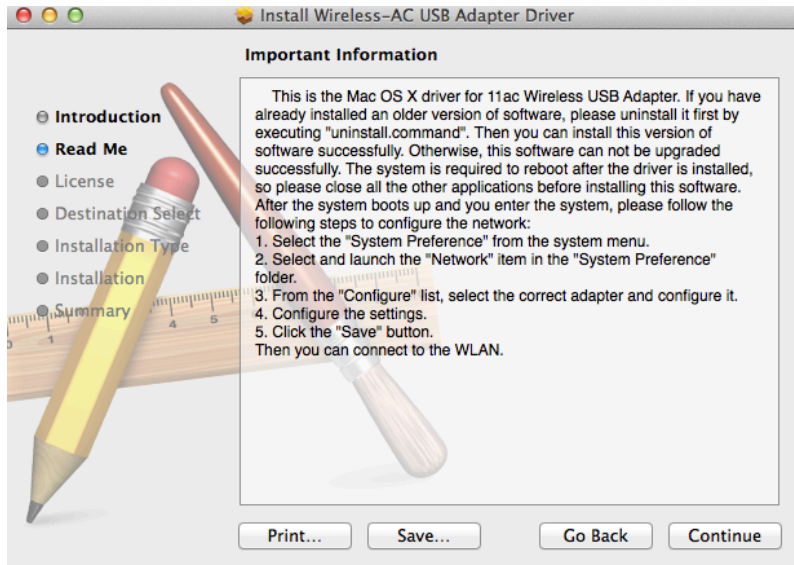 Install Wireless-AC USB Adapter Driver
Important Information
Introduction
Read Me
License
Destination Select
Installation Type
Installation
Summary
This is the Mac OS X driver for 11ac Wireless USB Adapter. If you have
already installed an older version of software, please uninstall it first by
executing "uninstall.command". Then you can install this version of
software successfully. Otherwise, this software can not be upgraded
successfully. The system is required to reboot after the driver is installed,
so please close all the other applications before installing this software.
After the system boots up and you enter the system, please follow the
following steps to configure the network:
1. Select the "System Preference" from the system menu.
2. Select and launch the "Network" item in the "System Preference"
folder.
3. From the "Configure" list, select the correct adapter and configure it.
4. Configure the settings.
5. Click the "Save" button.
Then you can connect to the WLAN.
1 4 5
Print...
Save...
Go Back
Continue